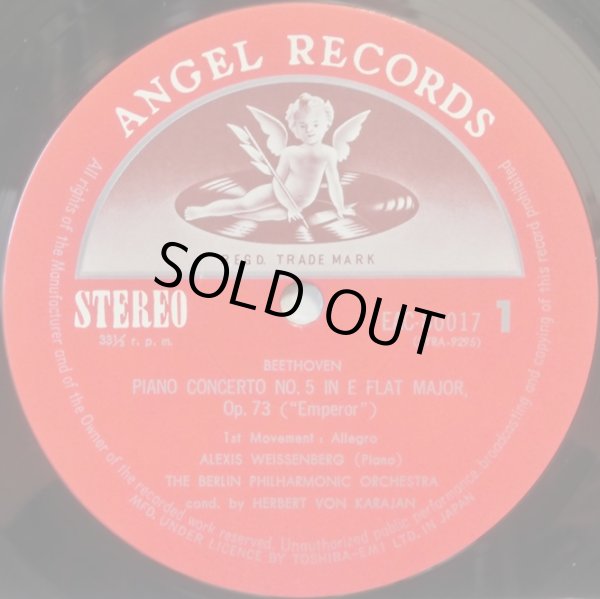 ANGEL RECORDS
REGD. TRADE MARK
SOLD OUT
STEREO
33⅓ r. p. m.
1
BEETHOVEN
PIANO CONCERTO NO. 5 IN E FLAT MAJOR,
Op. 73 ("Emperor")
1st Movement : Allegro
ALEXIS WEISSENBERG (Piano)
THE BERLIN PHILHARMONIC ORCHESTRA
cond. by HERBERT VON KARAJAN
All rights of the Manufacturer and of the Owner of the recorded work reserved. Unauthorized public performance, broadcasting and copying of this record prohibited
MFD. UNDER LICENCE BY TOSHIBA-EMI LTD. IN JAPAN